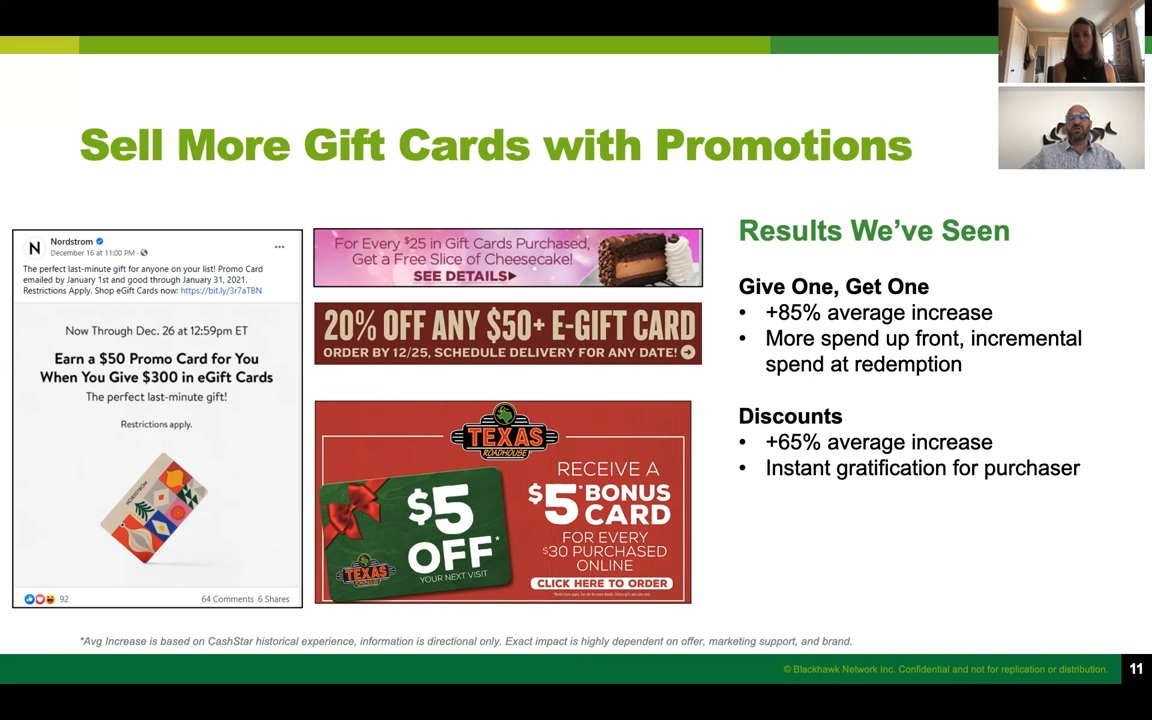 Sell More Gift Cards with Promotions
N
Nordstrom
December 16 at 11:00 PM ·
The perfect last-minute gift for anyone on your list! Promo Card
emailed by January 1st and good through January 31, 2021.
Restrictions Apply. Shop eGift Cards now: https://bit.ly/3r7aTBN
Now Through Dec. 26 at 12:59pm ET
Earn a $50 Promo Card for You
When You Give $300 in eGift Cards
The perfect last-minute gift!
Restrictions apply.
NORDSTROM
92
64 Comments 6 Shares
For Every $25 in Gift Cards Purchased,
Get a Free Slice of Cheesecake!
SEE DETAILS▶
20% OFF ANY $50+ E-GIFT CARD
ORDER BY 12/25, SCHEDULE DELIVERY FOR ANY DATE!
TEXAS
ROADHOUSE
$5
OFF*
YOUR NEXT VISIT
TEXAS
ROADHOUSE
RECEIVE A
$5* BONUS
CARD
FOR EVERY
$30 PURCHASED
ONLINE
CLICK HERE TO ORDER
Results We've Seen
Give One, Get One
• +85% average increase
• More spend up front, incremental
spend at redemption
Discounts
• +65% average increase
• Instant gratification for purchaser
*Avg Increase is based on CashStar historical experience, information is directional only. Exact impact is highly dependent on offer, marketing support, and brand.
© Blackhawk Network Inc. Confidential and not for replication or distribution.
11